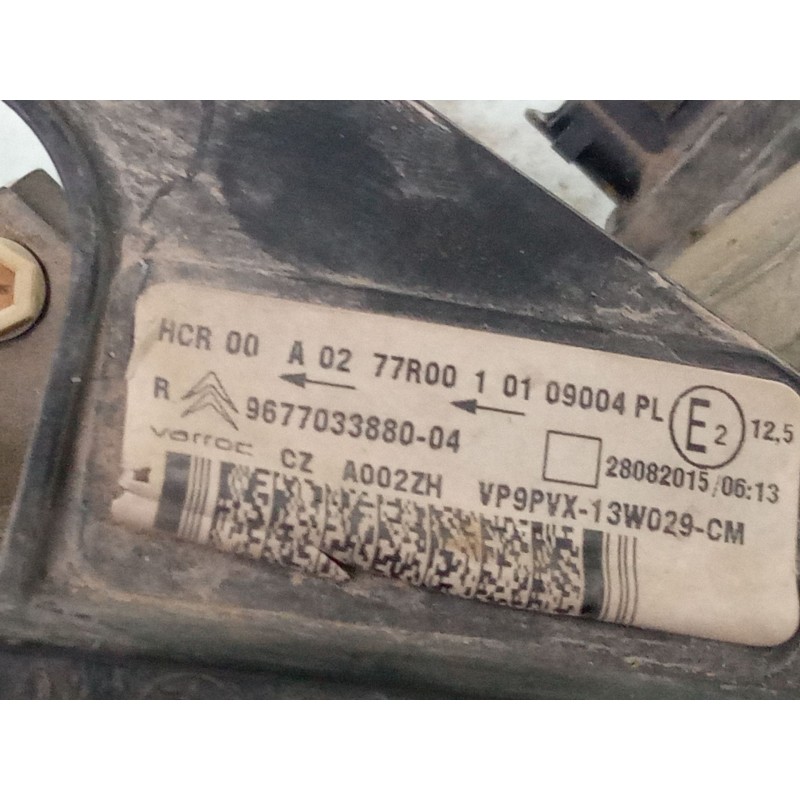 HCR 00 A 02 77R00 1 01 09004 PL E2 12,5
R 9677033880-04
varroc CZ A002ZH 28082015/06:13
VP9PVX-13W029-CM